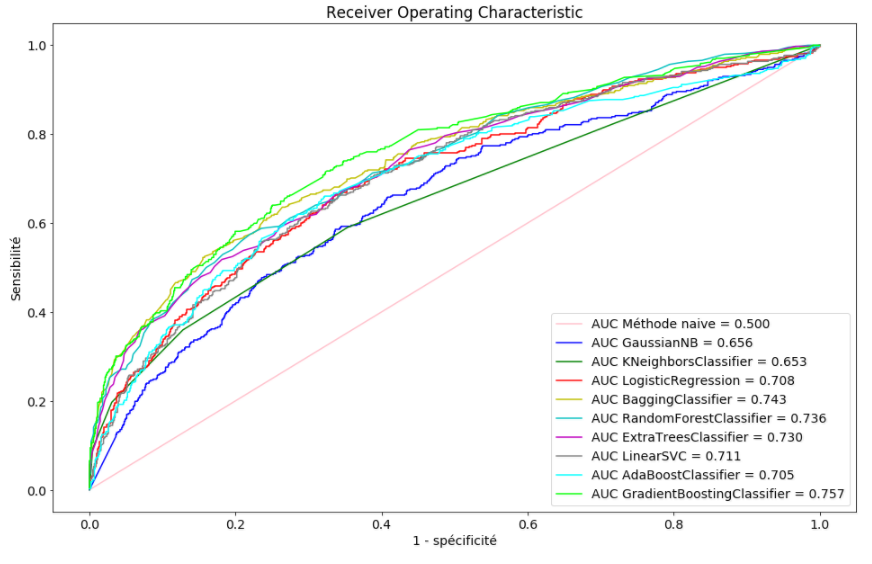 Receiver Operating Characteristic
1.0
0.8
0.6
0.4
0.2
0.0
Sensibilité
AUC Méthode naive = 0.500
AUC GaussianNB = 0.656
AUC KNeighborsClassifier = 0.653
AUC LogisticRegression = 0.708
AUC BaggingClassifier = 0.743
AUC RandomForestClassifier = 0.736
AUC ExtraTreesClassifier = 0.730
AUC LinearSVC = 0.711
AUC AdaBoostClassifier = 0.705
AUC GradientBoostingClassifier = 0.757
0.0 0.2 0.4 0.6 0.8 1.0
1 - spécificité